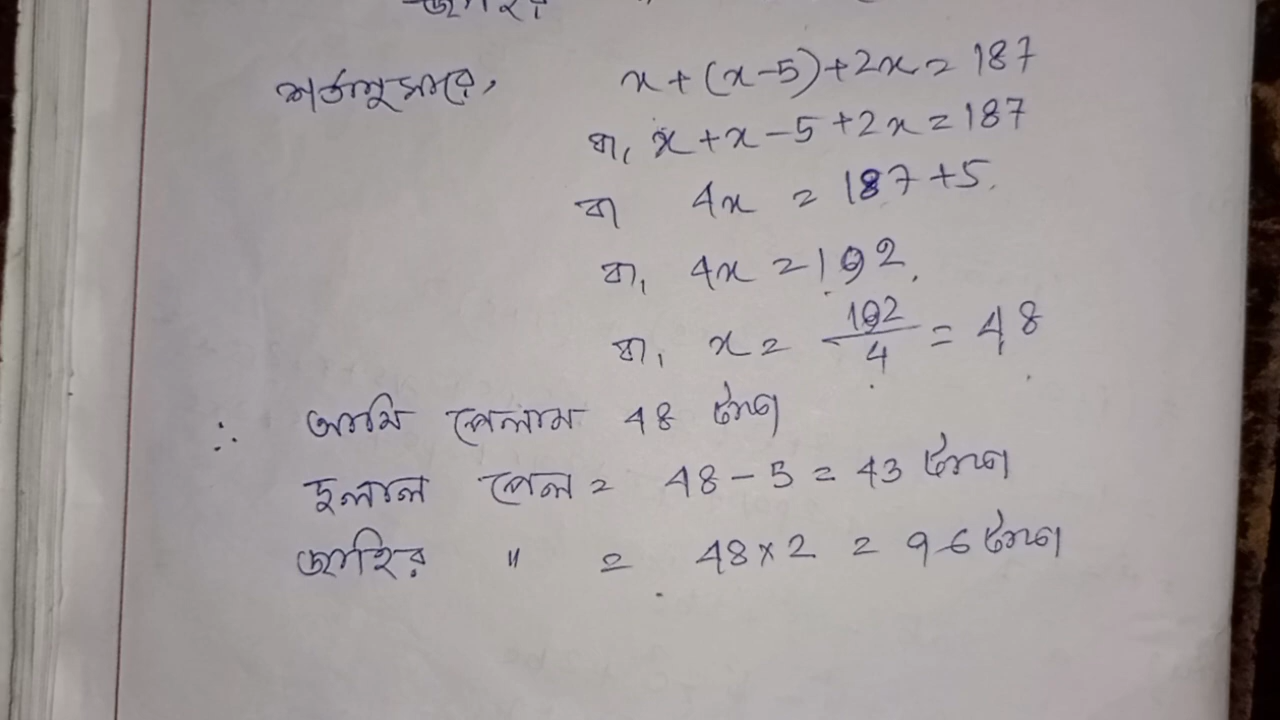 শর্তানুসারে, x + (x-5) + 2x = 187
বা, x + x - 5 + 2x = 187
বা 4x = 187 + 5.
বা, 4x = 192.
বা, x = 192/4 = 48
∴ আমি পেলাম 48 টাকা
দুলাল পেল = 48 - 5 = 43 টাকা
জাহির " = 48 × 2 = 96 টাকা